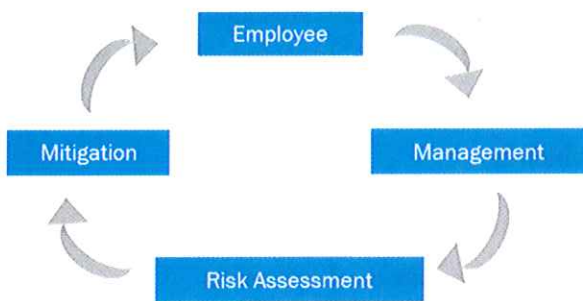 Employee
Management
Risk Assessment
Mitigation